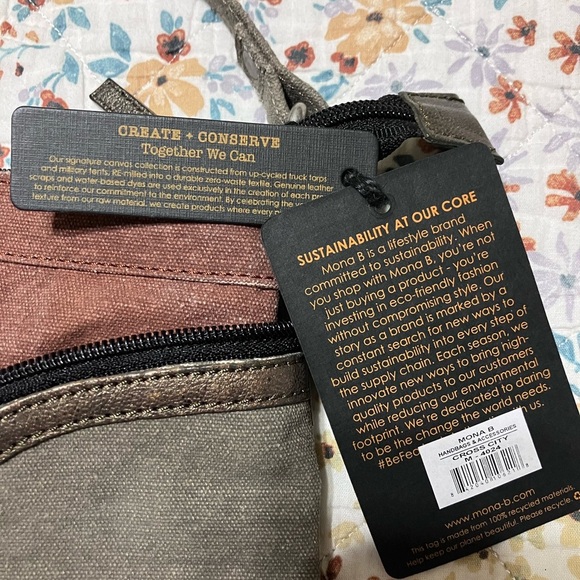 CREATE + CONSERVE
Together We Can
Our signature canvas collection is constructed from up-cycled truck tarps
and military tents. RE-milled into a durable zero-waste textile. Genuine leather
scraps and water-based dyes are used exclusively in the creation of each pro
to reinforce our commitment to the environment. By celebrating the
texture from our raw material, we create products where every
SUSTAINABILITY AT OUR CORE
Mona B is a lifestyle brand
committed to sustainability. When
you shop with Mona B, you're not
just buying a product - you're
investing in eco-friendly fashion
without compromising style. Our
story as a brand is marked by a
constant search for new ways to
build sustainability into every step of
the supply chain. Each season, we
innovate new ways to bring high-
quality products to our customers
while reducing our environmental
footprint. We're dedicated to daring
to be the change the world needs.
#BeFea us.
MONA B
HANDBAGS & ACCESSORIES
CROSS CITY
M - 4024
www.mona-b.com
This tag is made from 100% recycled materials.
Help keep our planet beautiful. Please recycle.